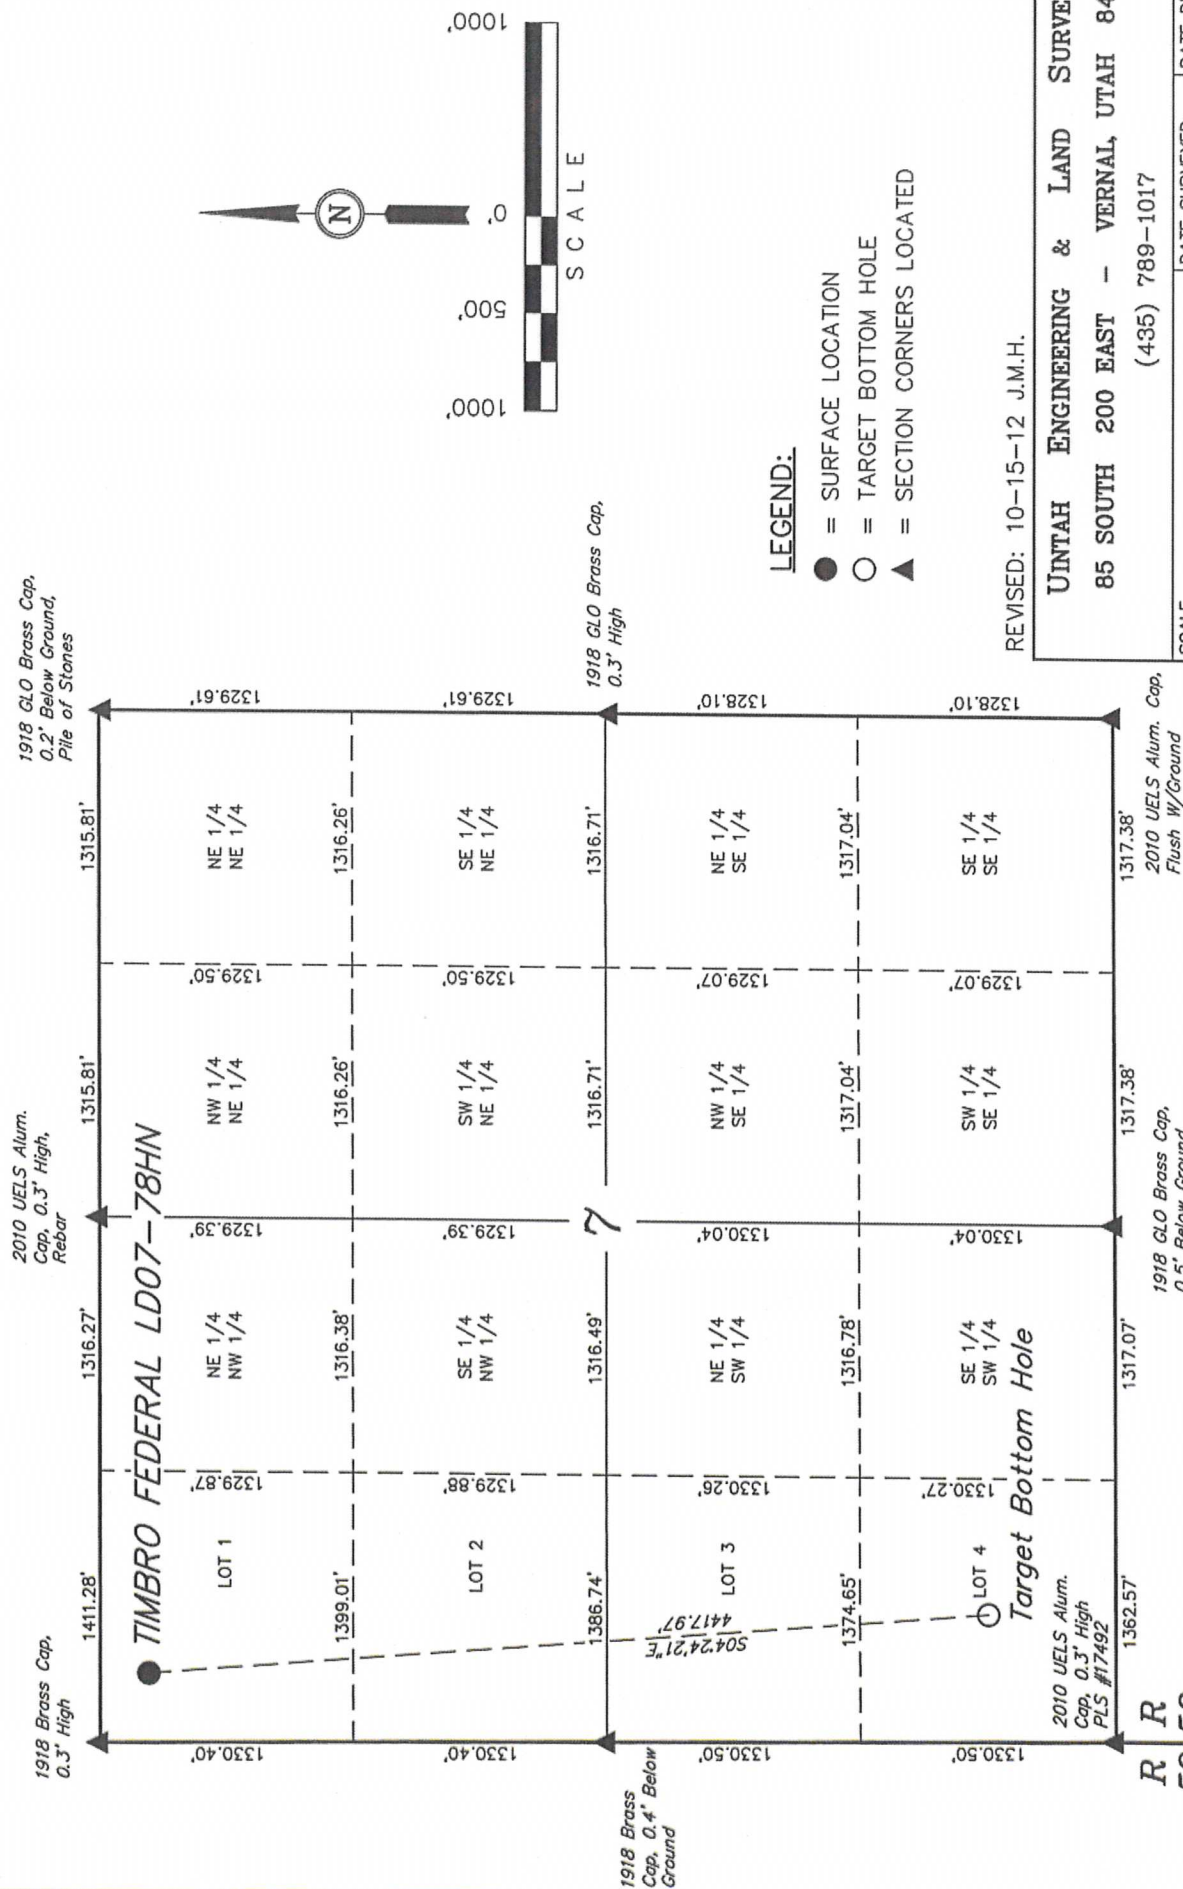 1918 Brass Cap,
0.3' High
2010 UELS Alum.
Cap, 0.3' High,
Rebar
1918 GLO Brass Cap,
0.2' Below Ground,
Pile of Stones
1411.28'
1316.27'
1315.81'
1315.81'
TIMBRO FEDERAL LD07-78HN
1330.40'
LOT 1
1329.87'
NE 1/4
NW 1/4
1329.39'
NW 1/4
NE 1/4
1329.50'
NE 1/4
NE 1/4
1329.61'
1399.01'
1316.38'
1316.26'
1316.26'
1330.40'
LOT 2
1329.88'
SE 1/4
NW 1/4
1329.39'
SW 1/4
NE 1/4
1329.50'
SE 1/4
NE 1/4
1329.61'
1386.74'
1316.49'
7
1316.71'
1316.71'
1918 Brass
Cap, 0.4' Below
Ground
1918 GLO Brass Cap,
0.3' High
1330.50'
S04°24'21"E
4417.97'
LOT 3
1330.26'
NE 1/4
SW 1/4
1330.04'
NW 1/4
SE 1/4
1329.07'
NE 1/4
SE 1/4
1328.10'
1374.65'
1316.78'
1317.04'
1317.04'
1330.50'
LOT 4
1330.27'
SE 1/4
SW 1/4
1330.04'
SW 1/4
SE 1/4
1329.07'
SE 1/4
SE 1/4
1328.10'
Target Bottom Hole
2010 UELS Alum.
Cap, 0.3' High
PLS #17492
1362.57'
1317.07'
1317.38'
1317.38'
R R
1918 GLO Brass Cap,
0.5' Below Ground
2010 UELS Alum. Cap,
Flush W/Ground
N
1000' 500' 0' 1000'
SCALE
LEGEND:
= SURFACE LOCATION
= TARGET BOTTOM HOLE
= SECTION CORNERS LOCATED
REVISED: 10-15-12 J.M.H.
UINTAH ENGINEERING & LAND SURVE
85 SOUTH 200 EAST - VERNAL, UTAH 84
(435) 789-1017
SCALE DATE SURVEYED